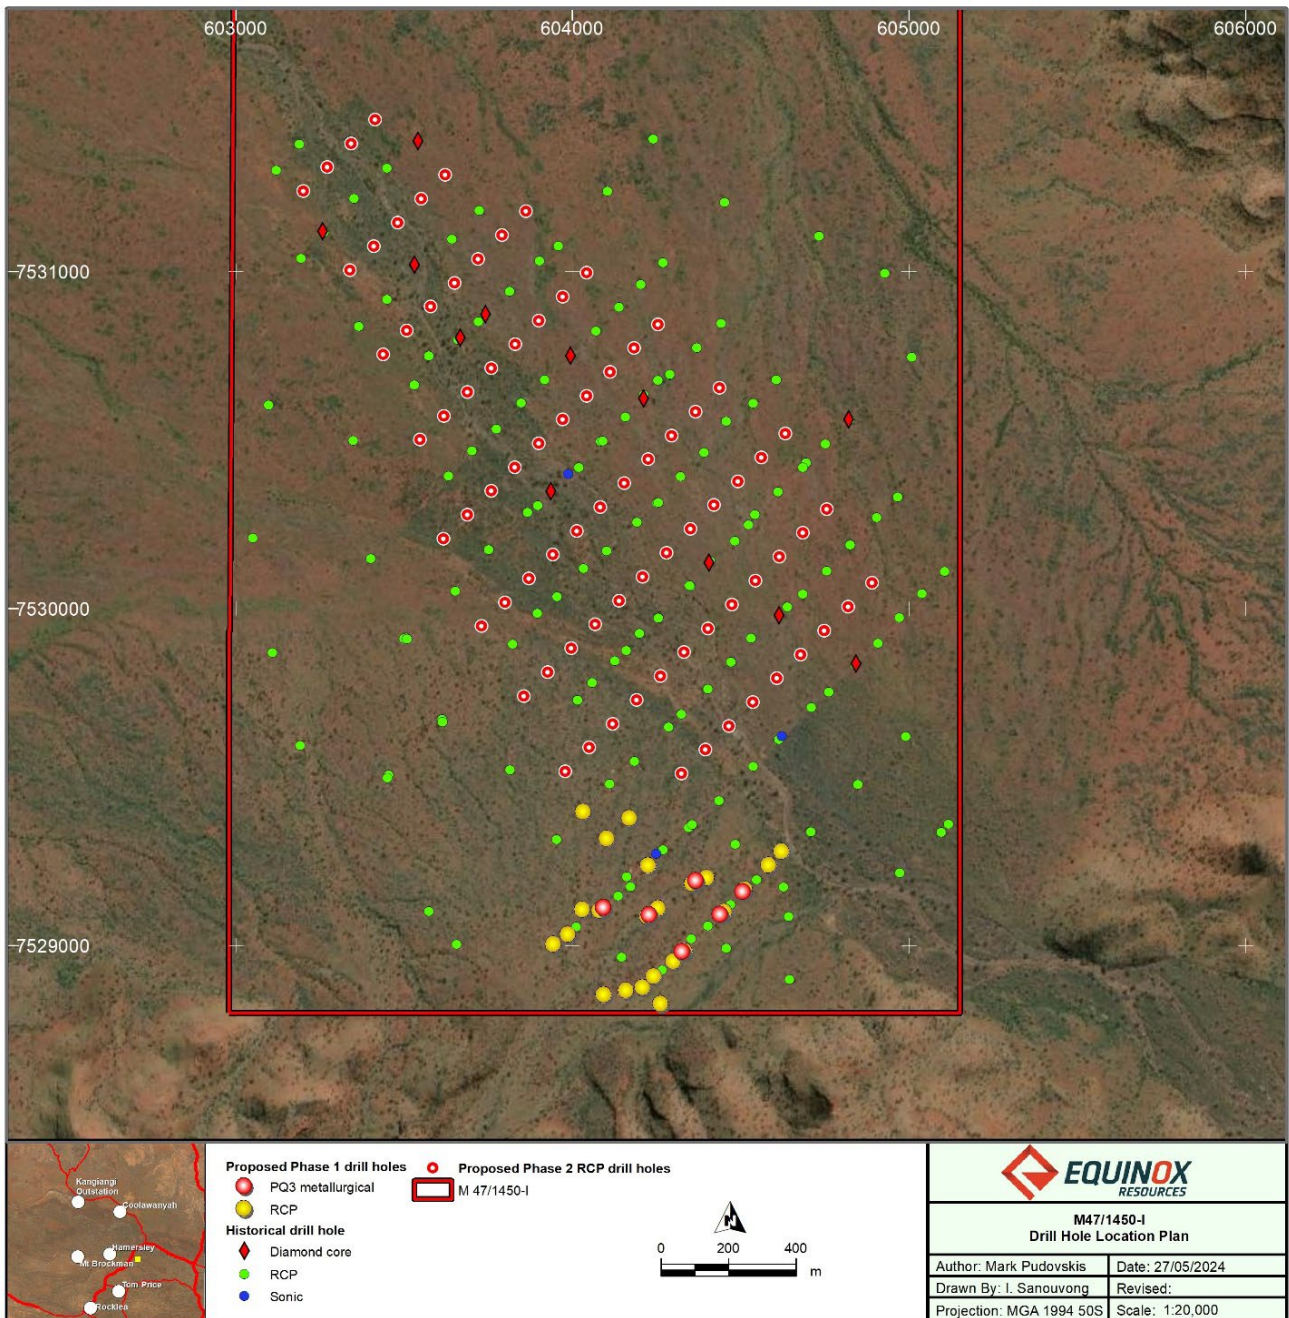 603000 604000 605000 606000
7531000
7530000
7529000
Kangiangi
Outstation
Coolawanyah
Hamersley
Mt Brockman
Tom Price
Rocklea
Proposed Phase 1 drill holes
PQ3 metallurgical
RCP
Historical drill hole
Diamond core
RCP
Sonic
Proposed Phase 2 RCP drill holes
M 47/1450-I
N
0 200 400
m
EQUINOX
RESOURCES
M47/1450-I
Drill Hole Location Plan
Author: Mark Pudovskis Date: 27/05/2024
Drawn By: I. Sanouvong Revised:
Projection: MGA 1994 50S Scale: 1:20,000